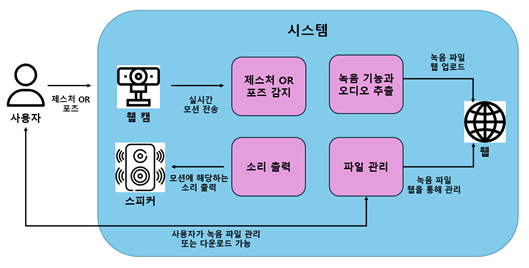 시스템
제스처 OR
포즈
사용자
웹 캠
실시간
모션 전송
제스처 OR
포즈 감지
녹음 기능과
오디오 추출
녹음 파일
웹 업로드
웹
스피커
모션에 해당하는
소리 출력
소리 출력
파일 관리
녹음 파일
웹을 통해 관리
사용자가 녹음 파일 관리
또는 다운로드 가능